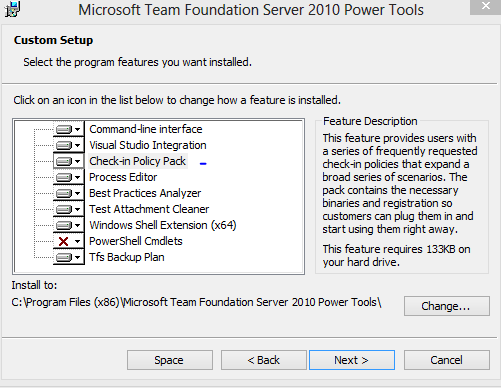 Microsoft Team Foundation Server 2010 Power Tools
Custom Setup
Select the program features you want installed.
Click on an icon in the list below to change how a feature is installed.
Command-line interface
Visual Studio Integration
Check-in Policy Pack
Process Editor
Best Practices Analyzer
Test Attachment Cleaner
Windows Shell Extension (x64)
PowerShell Cmdlets
Tfs Backup Plan
Feature Description
This feature provides users with
a series of frequently requested
check-in policies that expand a
broad series of scenarios. The
pack contains the necessary
binaries and registration so
customers can plug them in and
start using them right away.
This feature requires 133KB on
your hard drive.
Install to:
C:\Program Files (x86)\Microsoft Team Foundation Server 2010 Power Tools\
Change...
Space
< Back
Next >
Cancel